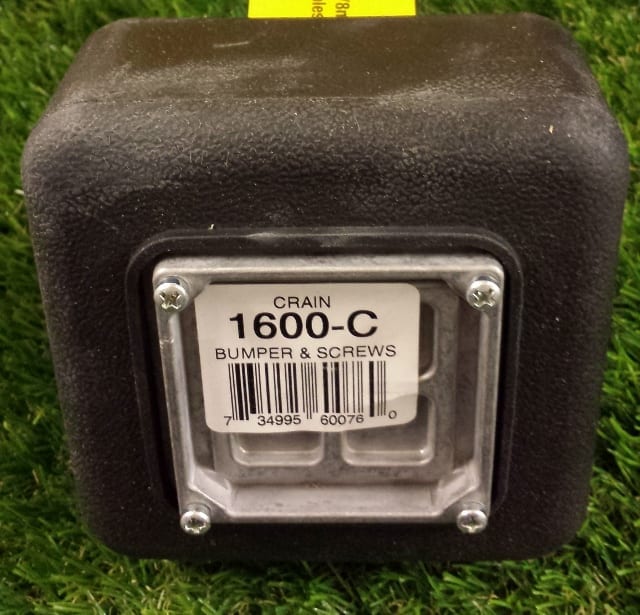 CRAIN
1600-C
BUMPER & SCREWS
7 34995 60076 0